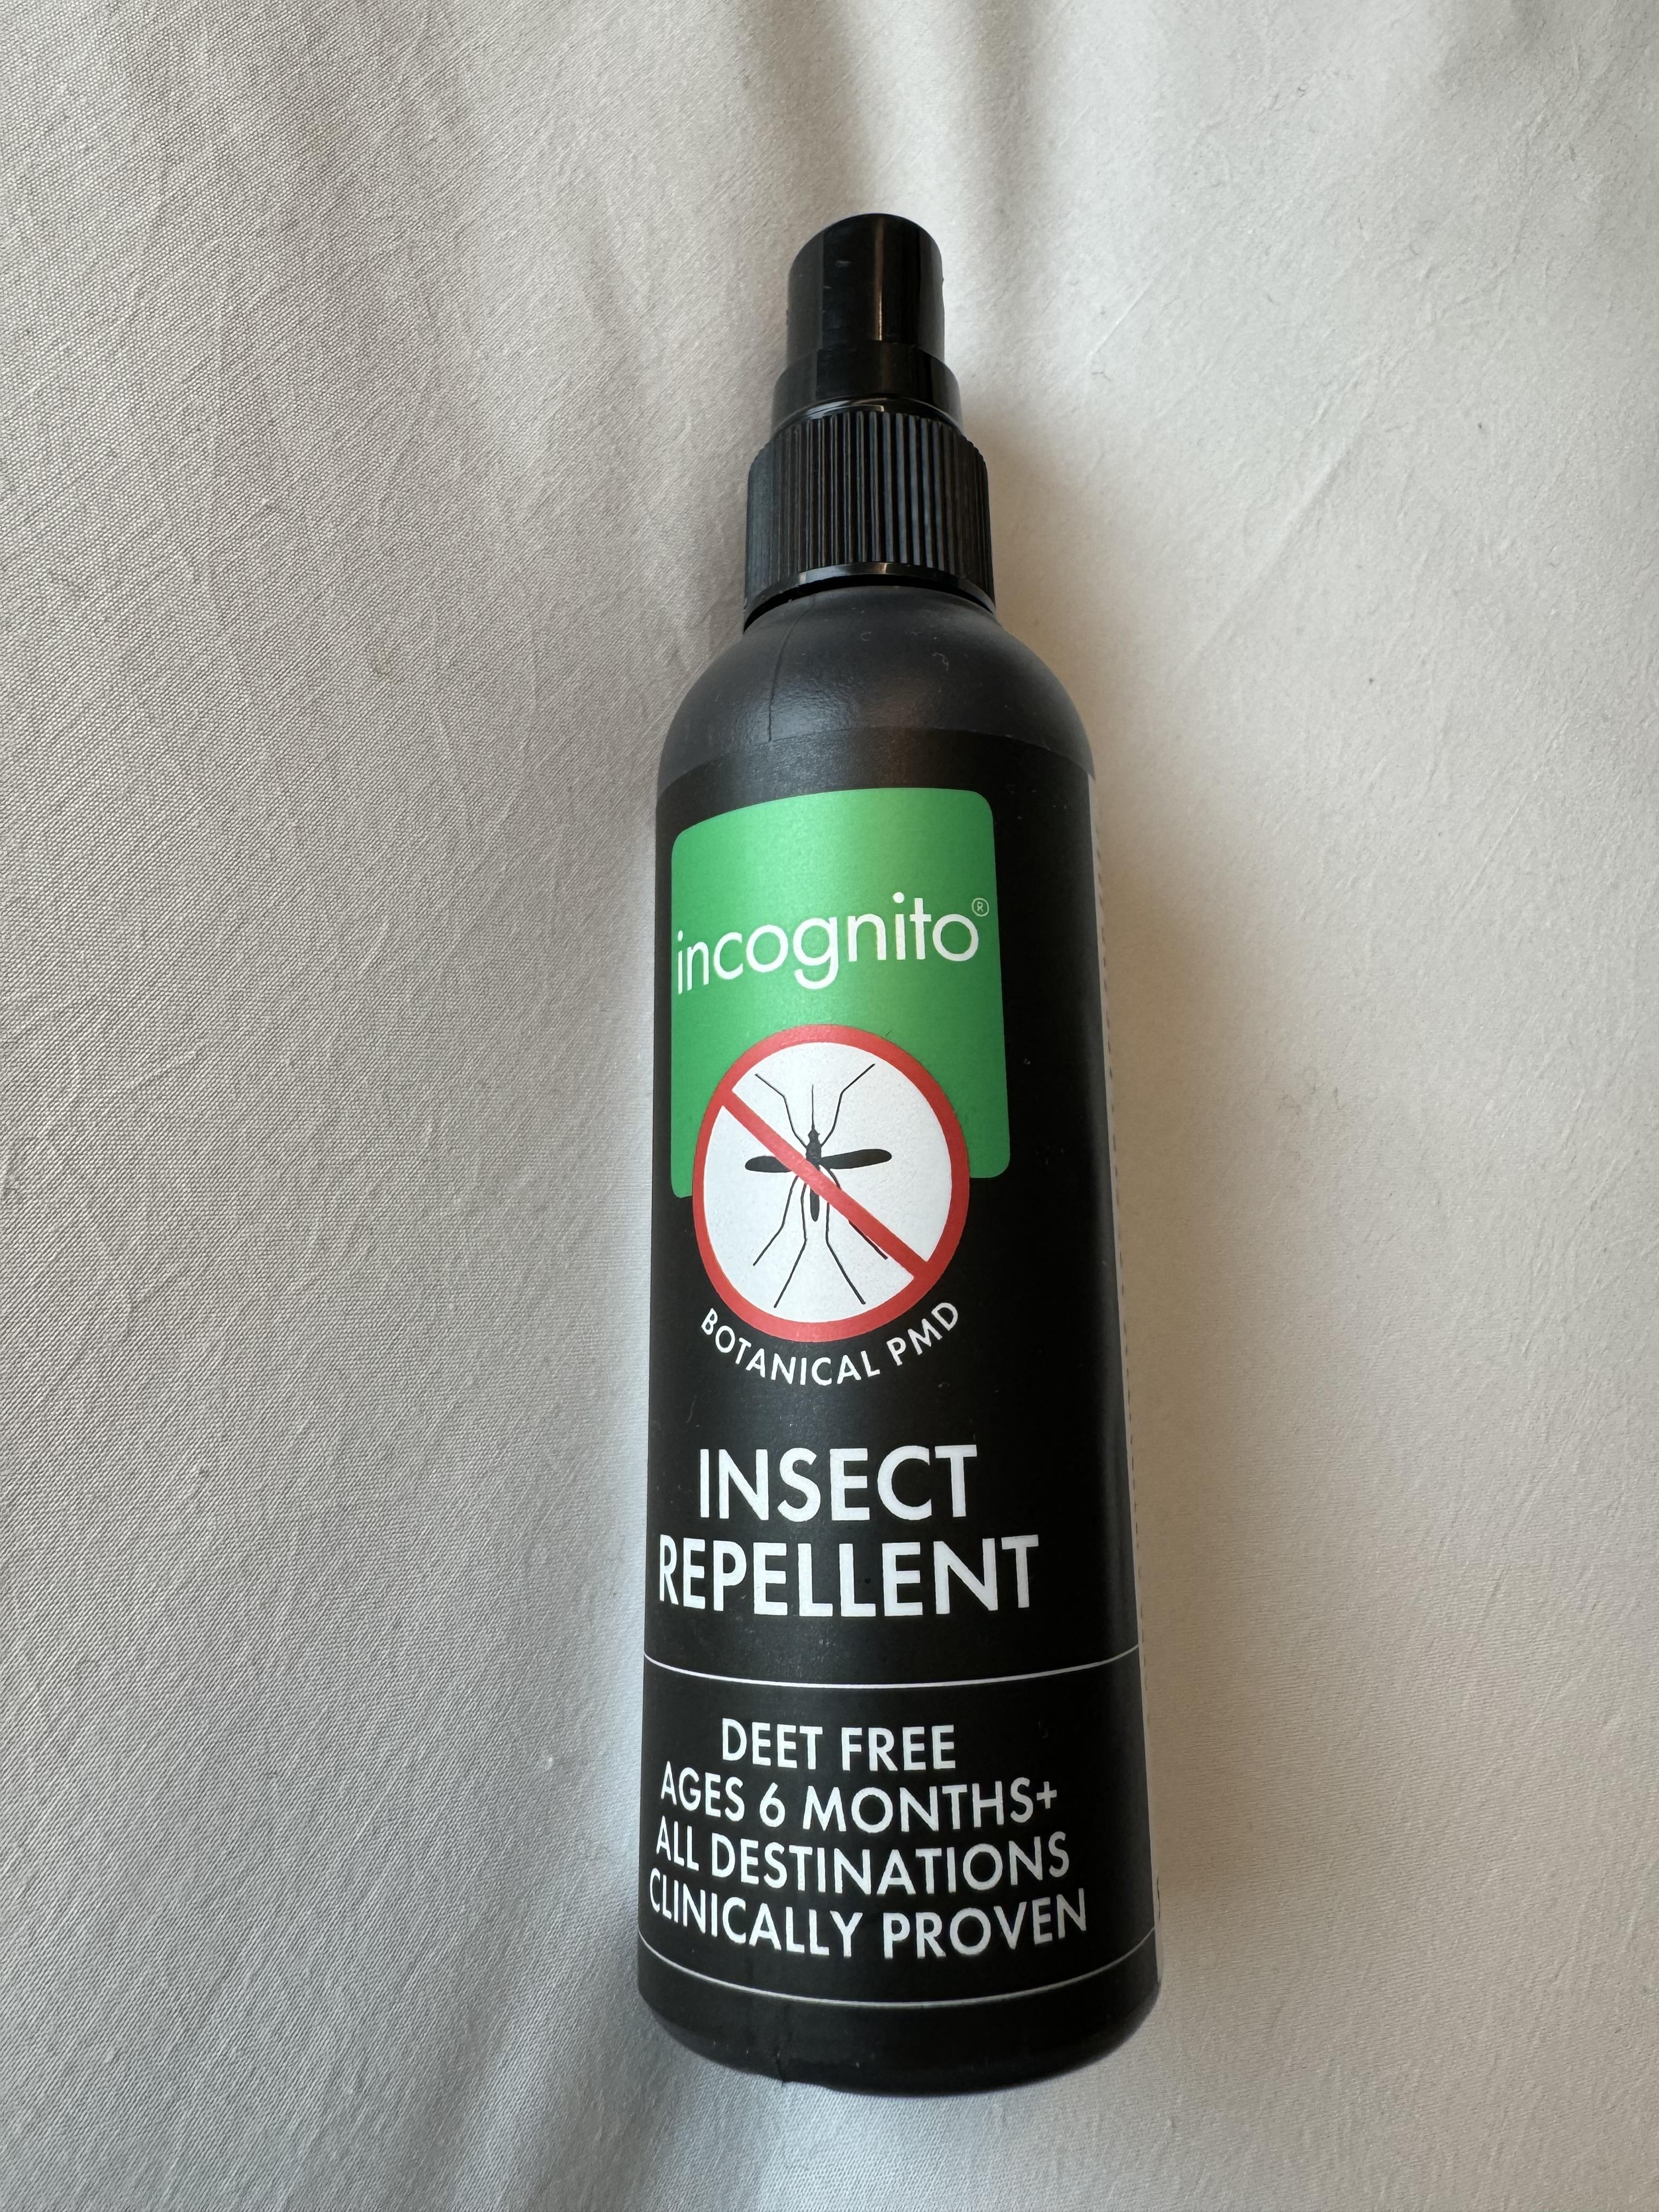 incognito®
BOTANICAL PMD
INSECT
REPELLENT
DEET FREE
AGES 6 MONTHS+
ALL DESTINATIONS
CLINICALLY PROVEN